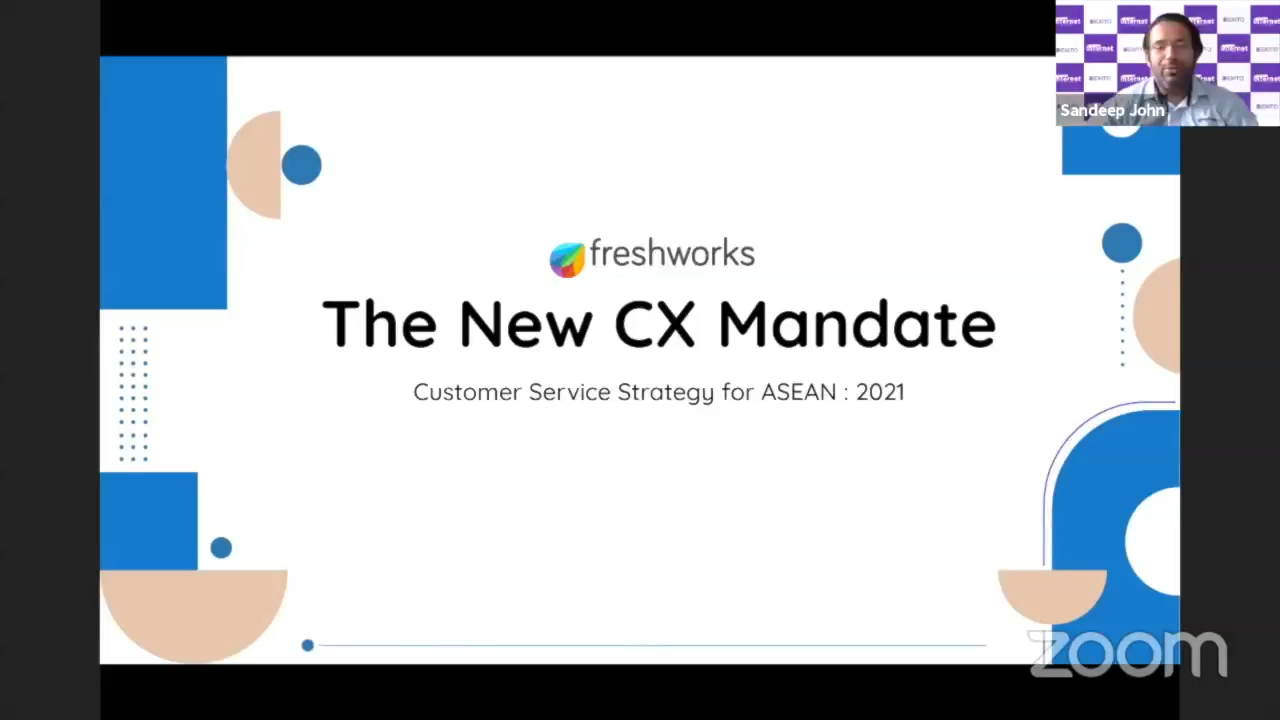 Sandeep John
freshworks
The New CX Mandate
Customer Service Strategy for ASEAN : 2021
zoom